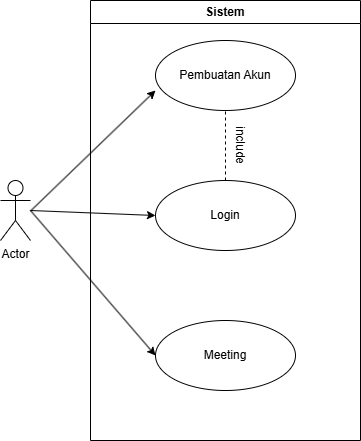 Sistem
Pembuatan Akun
include
Login
Actor
Meeting